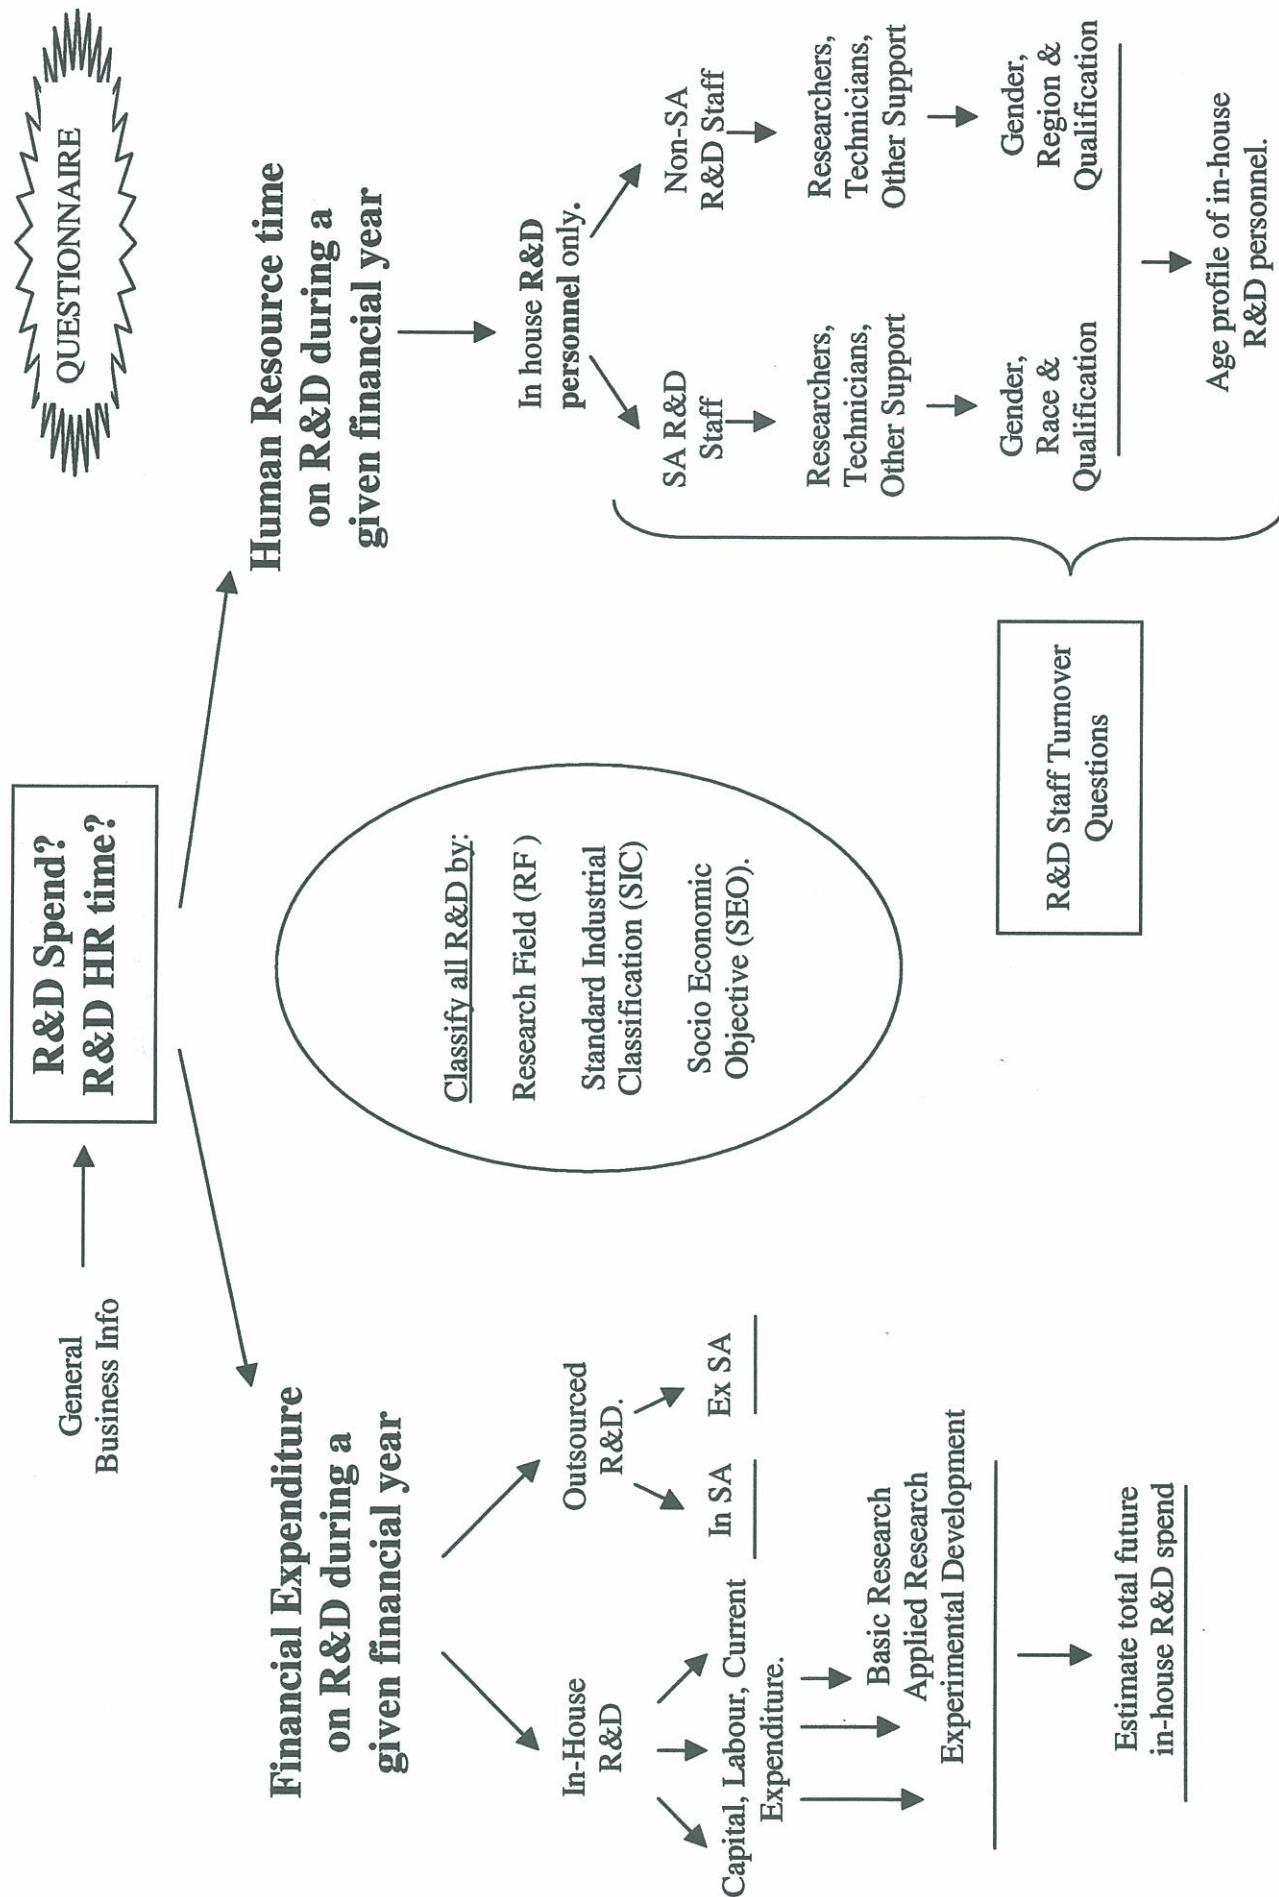 QUESTIONNAIRE
General
Business Info
R&D Spend?
R&D HR time?
Financial Expenditure
on R&D during a
given financial year
In-House
R&D
Capital, Labour, Current
Expenditure.
Basic Research
Applied Research
Experimental Development
Estimate total future
in-house R&D spend
Outsourced
R&D.
In SA
Ex SA
Classify all R&D by:
Research Field (RF )
Standard Industrial
Classification (SIC)
Socio Economic
Objective (SEO).
Human Resource time
on R&D during a
given financial year
In house R&D
personnel only.
SA R&D
Staff
Researchers,
Technicians,
Other Support
Gender,
Race &
Qualification
Non-SA
R&D Staff
Researchers,
Technicians,
Other Support
Gender,
Region &
Qualification
Age profile of in-house
R&D personnel.
R&D Staff Turnover
Questions